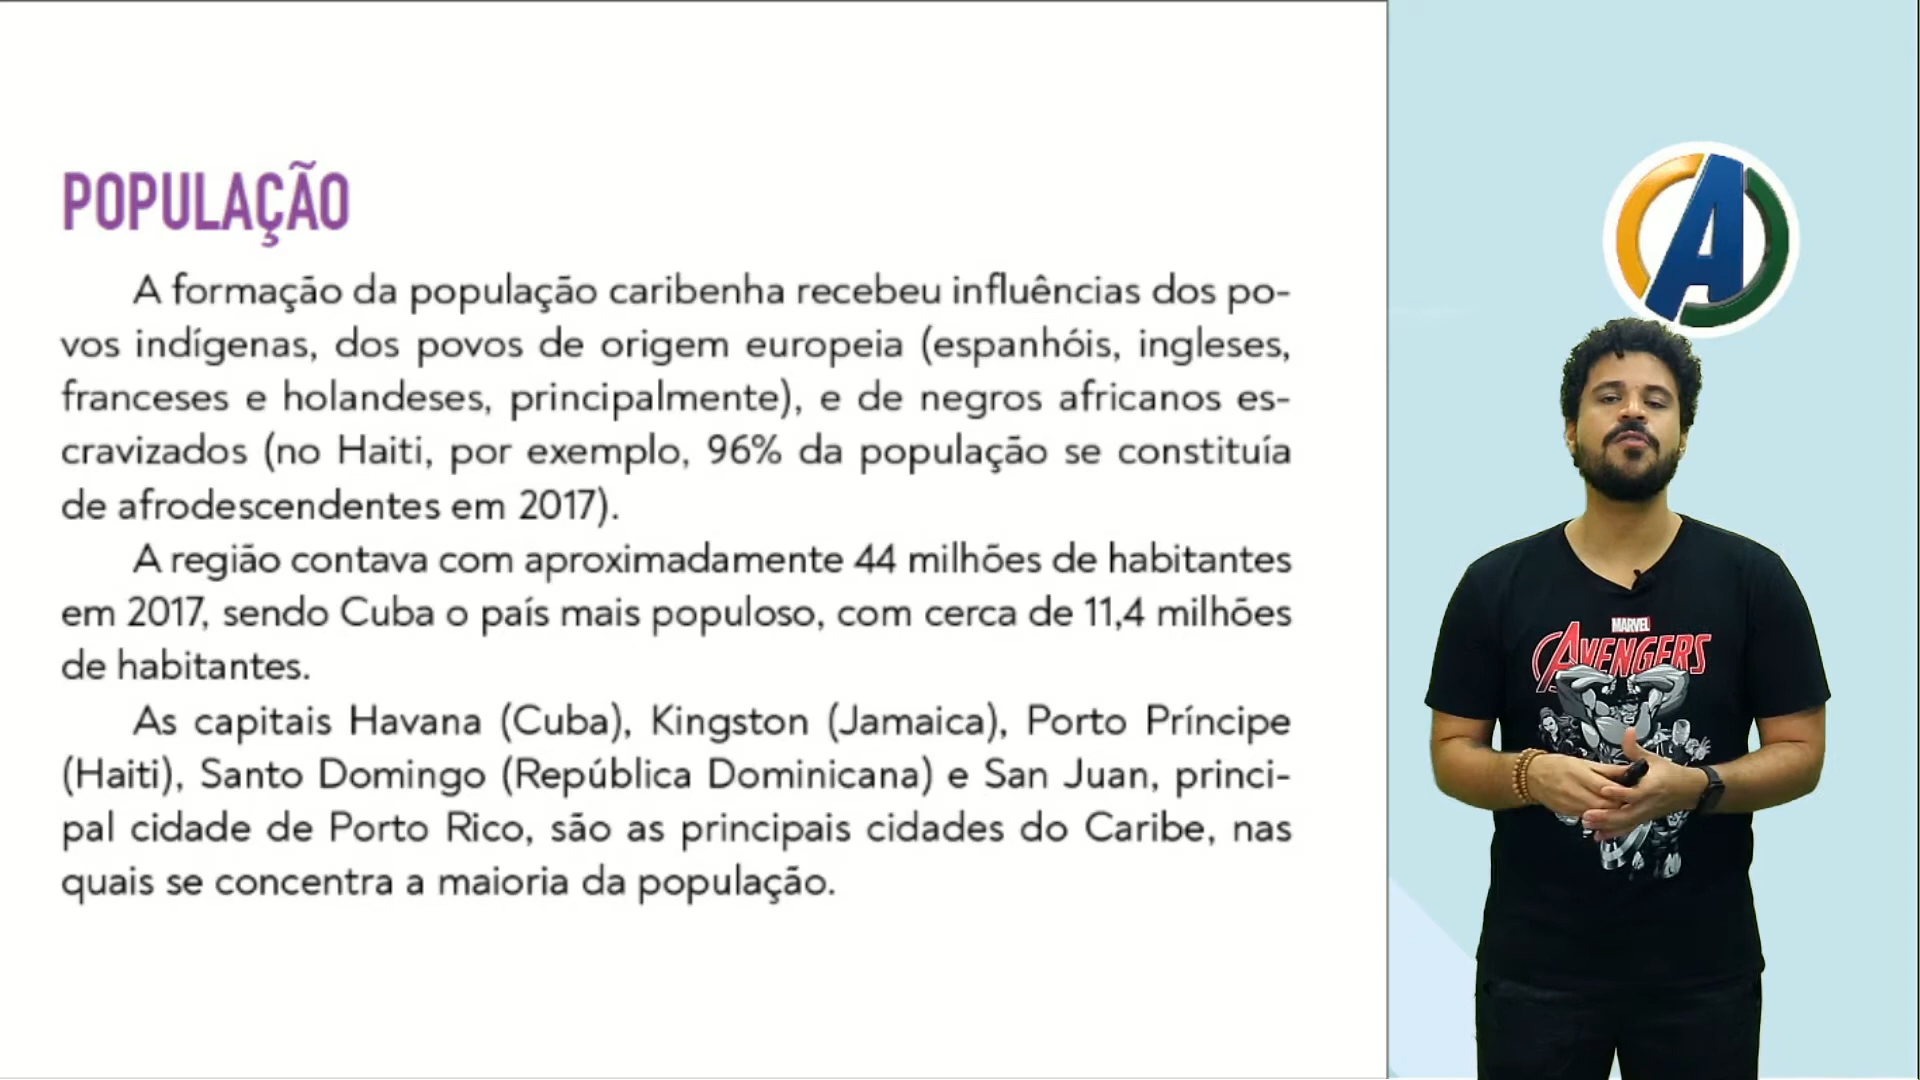 POPULAÇÃO
A formação da população caribenha recebeu influências dos po-
vos indígenas, dos povos de origem europeia (espanhóis, ingleses,
franceses e holandeses, principalmente), e de negros africanos es-
cravizados (no Haiti, por exemplo, 96% da população se constituía
de afrodescendentes em 2017).
A região contava com aproximadamente 44 milhões de habitantes
em 2017, sendo Cuba o país mais populoso, com cerca de 11,4 milhões
de habitantes.
As capitais Havana (Cuba), Kingston (Jamaica), Porto Príncipe
(Haiti), Santo Domingo (República Dominicana) e San Juan, princi-
pal cidade de Porto Rico, são as principais cidades do Caribe, nas
quais se concentra a maioria da população.
A
MARVEL
AVENGERS